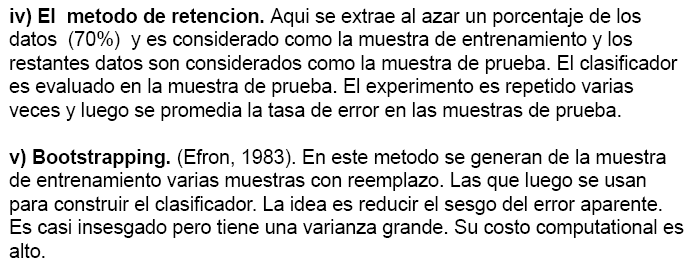 iv) El  metodo de retencion. Aqui se extrae al azar un porcentaje de los
datos  (70%)  y es considerado como la muestra de entrenamiento y los
restantes datos son considerados como la muestra de prueba. El clasificador
es evaluado en la muestra de prueba. El experimento es repetido varias
veces y luego se promedia la tasa de error en las muestras de prueba.
v) Bootstrapping. (Efron, 1983). En este metodo se generan de la muestra
de entrenamiento varias muestras con reemplazo. Las que luego se usan
para construir el clasificador. La idea es reducir el sesgo del error aparente.
Es casi insesgado pero tiene una varianza grande. Su costo computational es
alto.